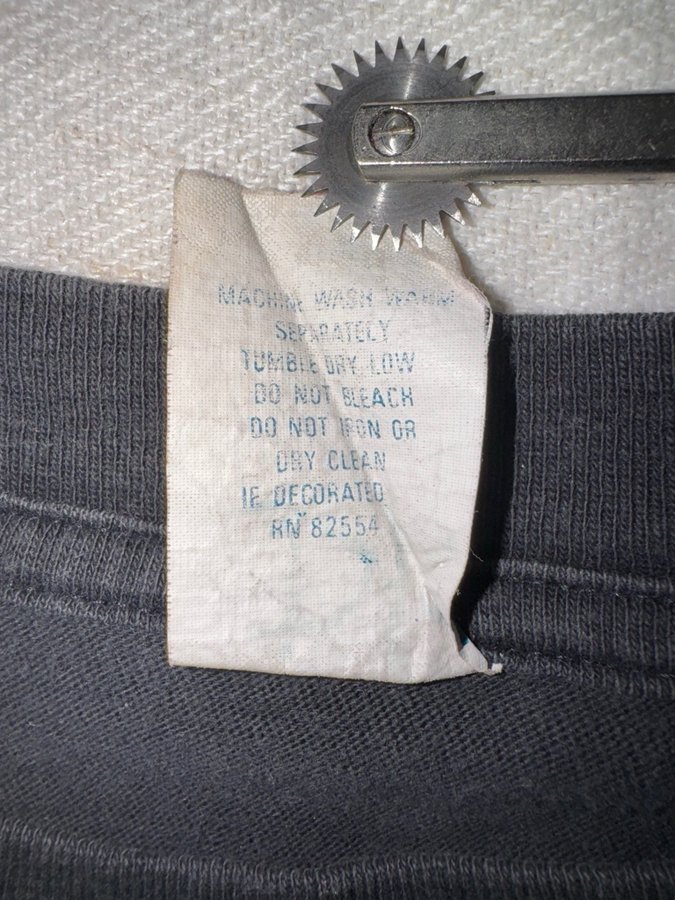 MACHINE WASH WARM
SEPARATELY
TUMBLE DRY LOW
DO NOT BLEACH
DO NOT IRON OR
DRY CLEAN
IF DECORATED
RN 82554